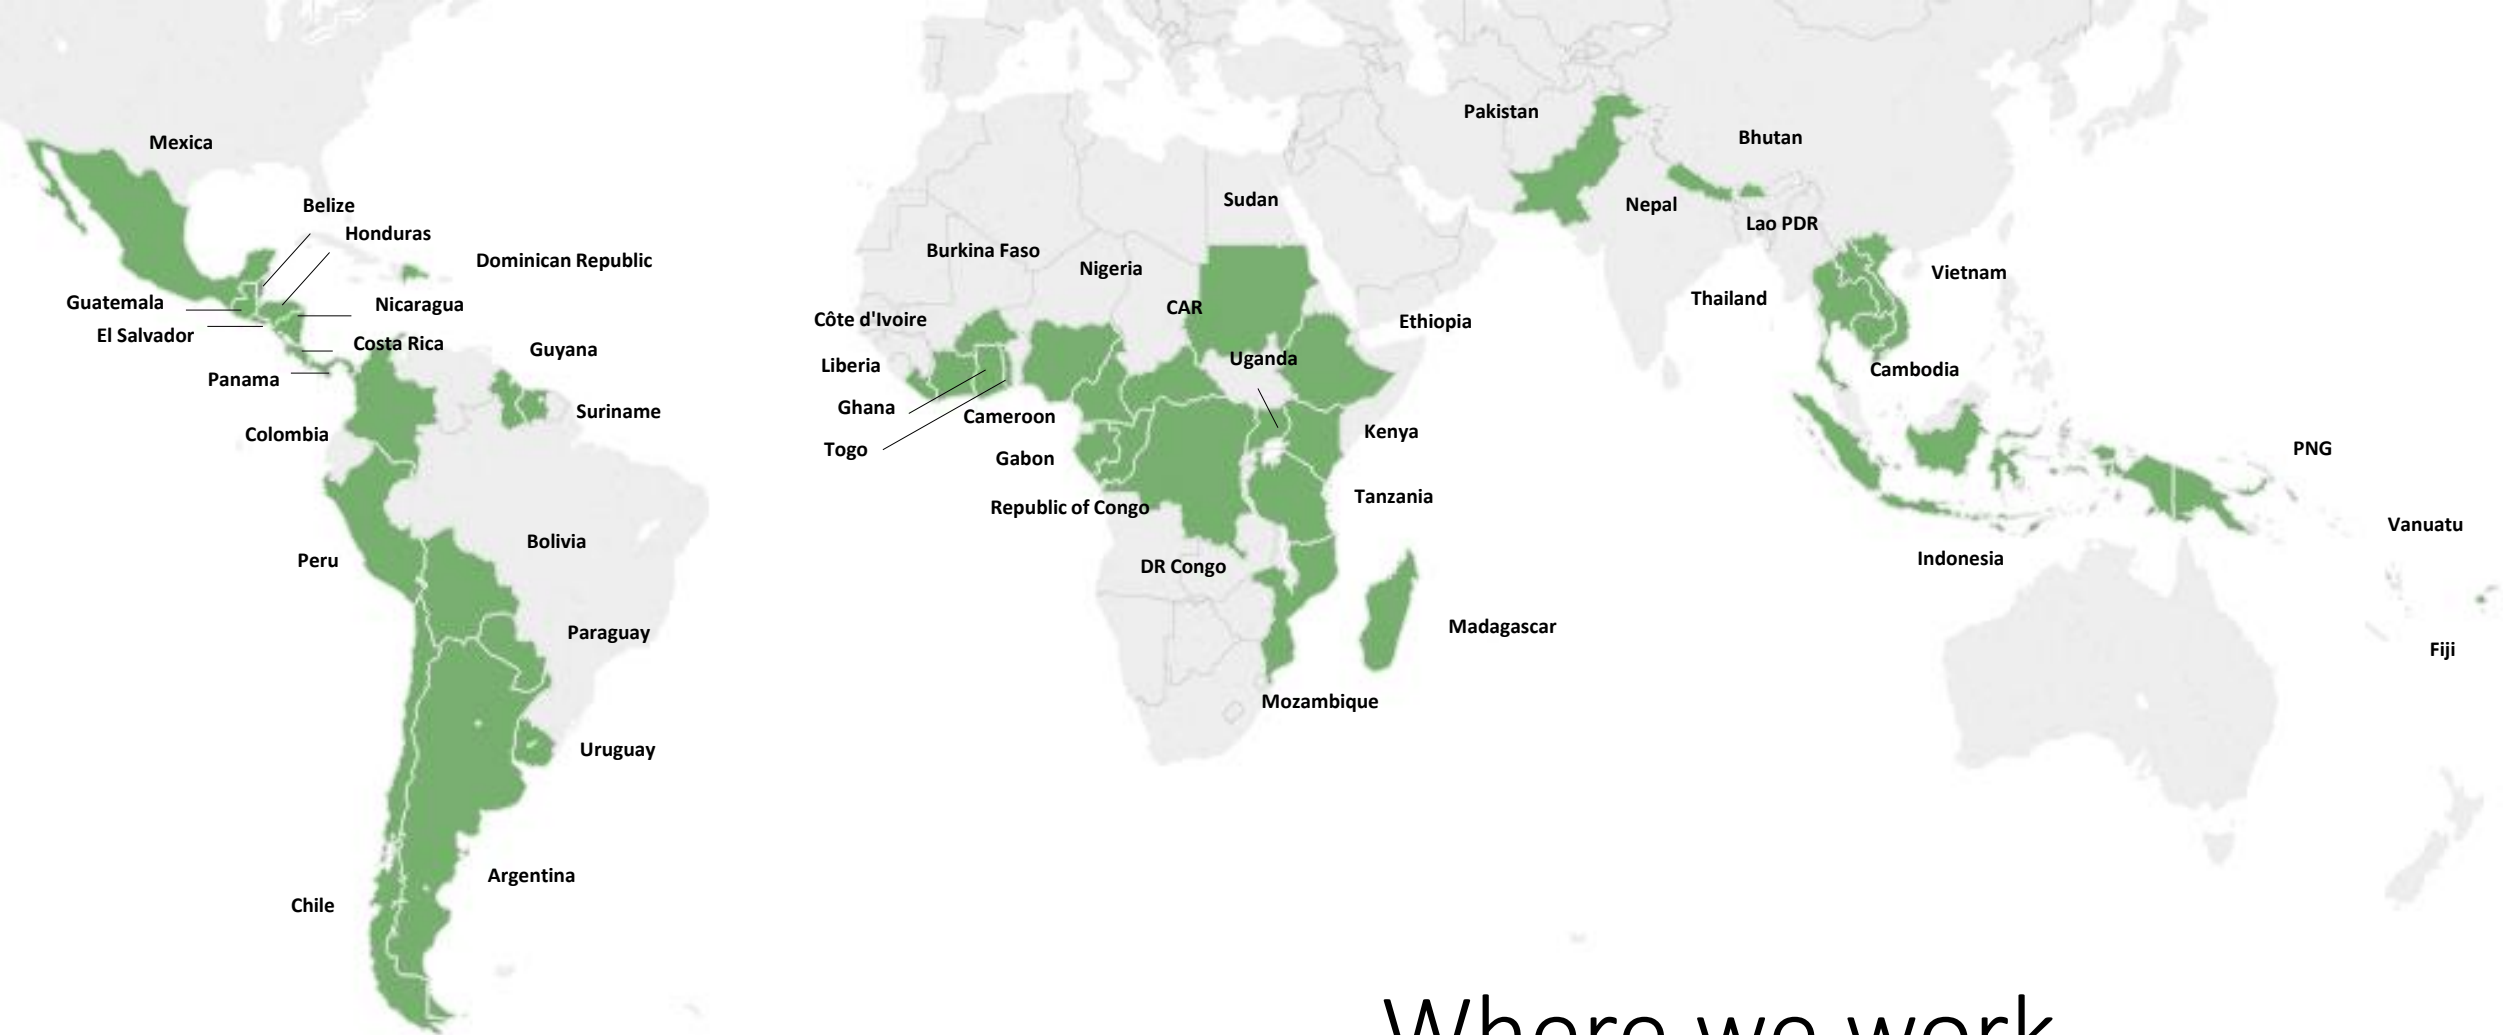 Mexica
Belize
Honduras
Dominican Republic
Guatemala
Nicaragua
El Salvador
Costa Rica
Guyana
Panama
Suriname
Colombia
Bolivia
Peru
Paraguay
Uruguay
Argentina
Chile
Sudan
Burkina Faso
Nigeria
CAR
Côte d'Ivoire
Ethiopia
Uganda
Liberia
Ghana
Cameroon
Kenya
Togo
Gabon
Tanzania
Republic of Congo
DR Congo
Madagascar
Mozambique
Pakistan
Bhutan
Nepal
Lao PDR
Vietnam
Thailand
Cambodia
PNG
Vanuatu
Indonesia
Fiji
Where we work